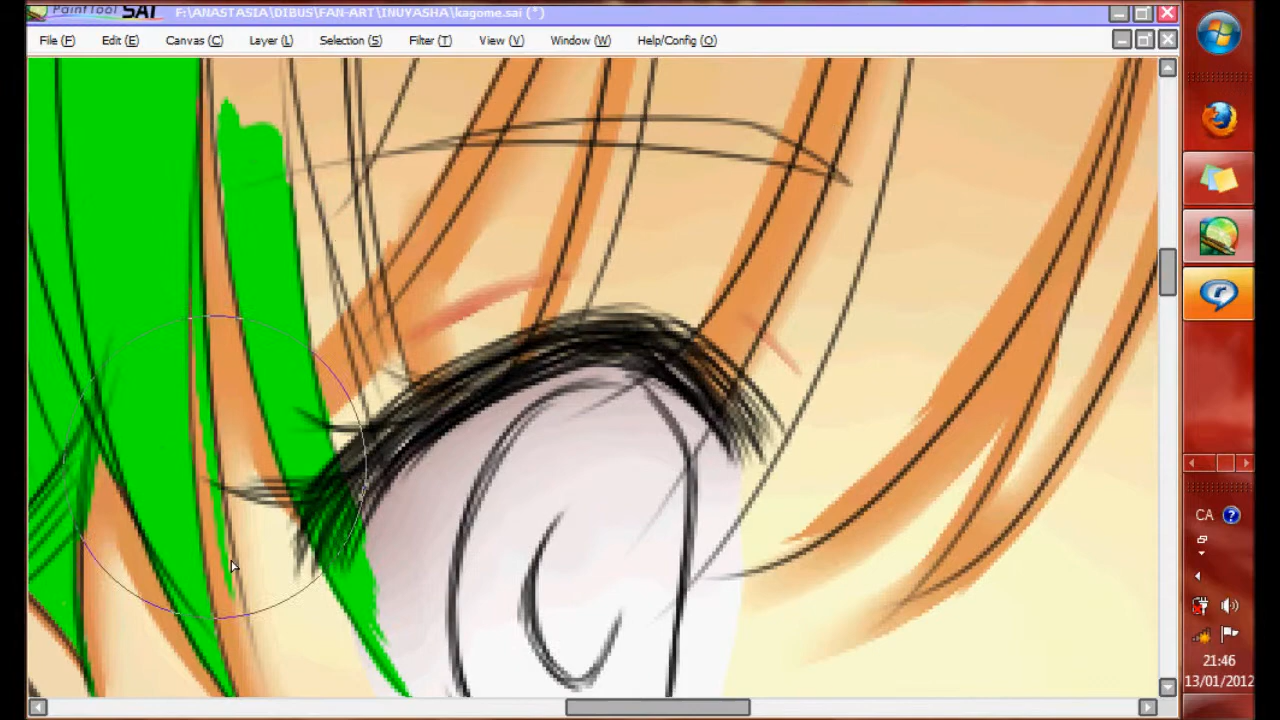 PaintTool SAI F:\ANASTASIA\DIBUS\FAN-ART\INUYASHA\kagome.sai (*)
File (F) Edit (E) Canvas (C) Layer (L) Selection (S) Filter (T) View (V) Window (W) Help/Config (O)
CA
21:46
13/01/2012